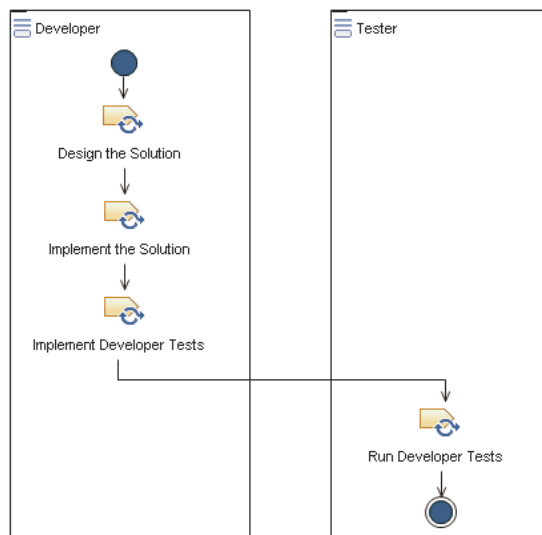 Developer
Tester
Design the Solution
Implement the Solution
Implement Developer Tests
Run Developer Tests